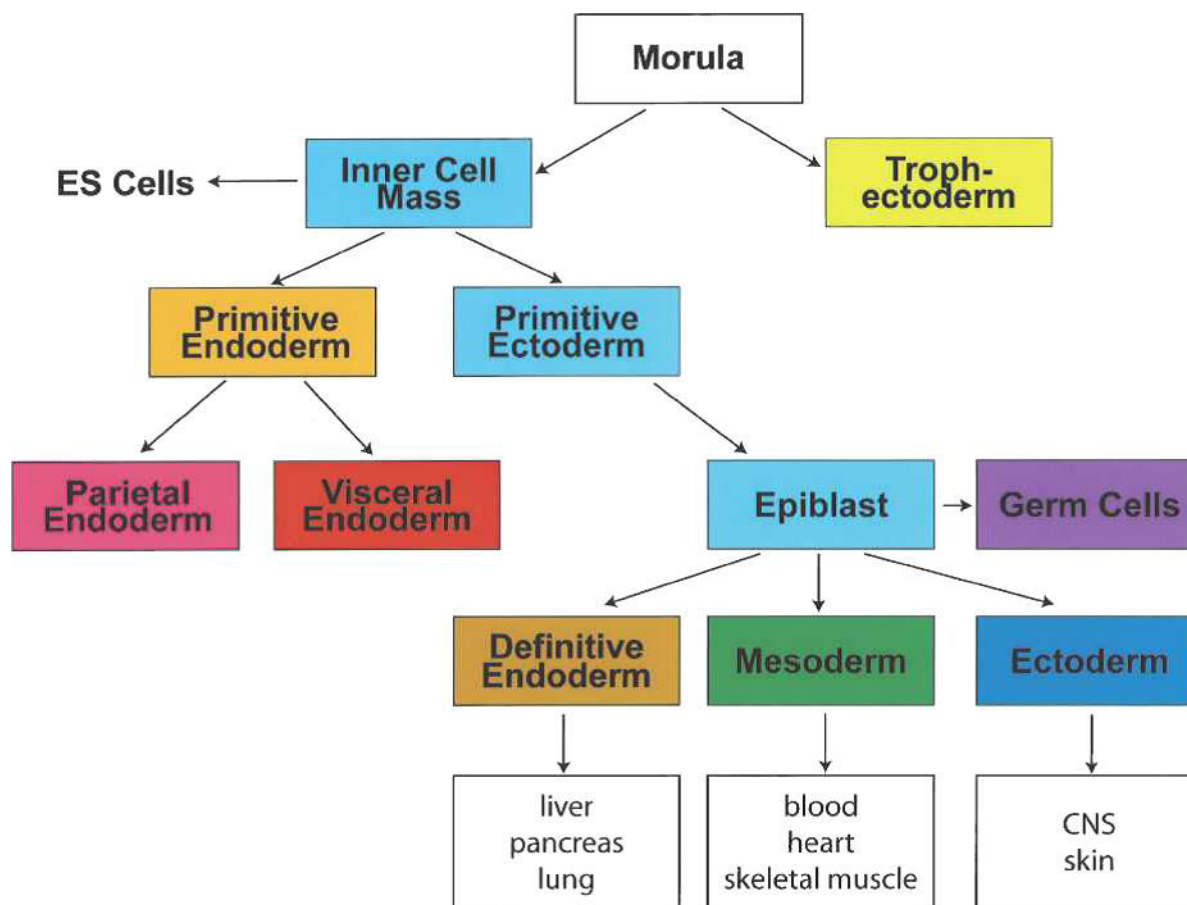 Morula
ES Cells
Inner Cell
Mass
Troph-
ectoderm
Primitive
Endoderm
Primitive
Ectoderm
Parietal
Endoderm
Visceral
Endoderm
Epiblast
Germ Cells
Definitive
Endoderm
Mesoderm
Ectoderm
liver
pancreas
lung
blood
heart
skeletal muscle
CNS
skin